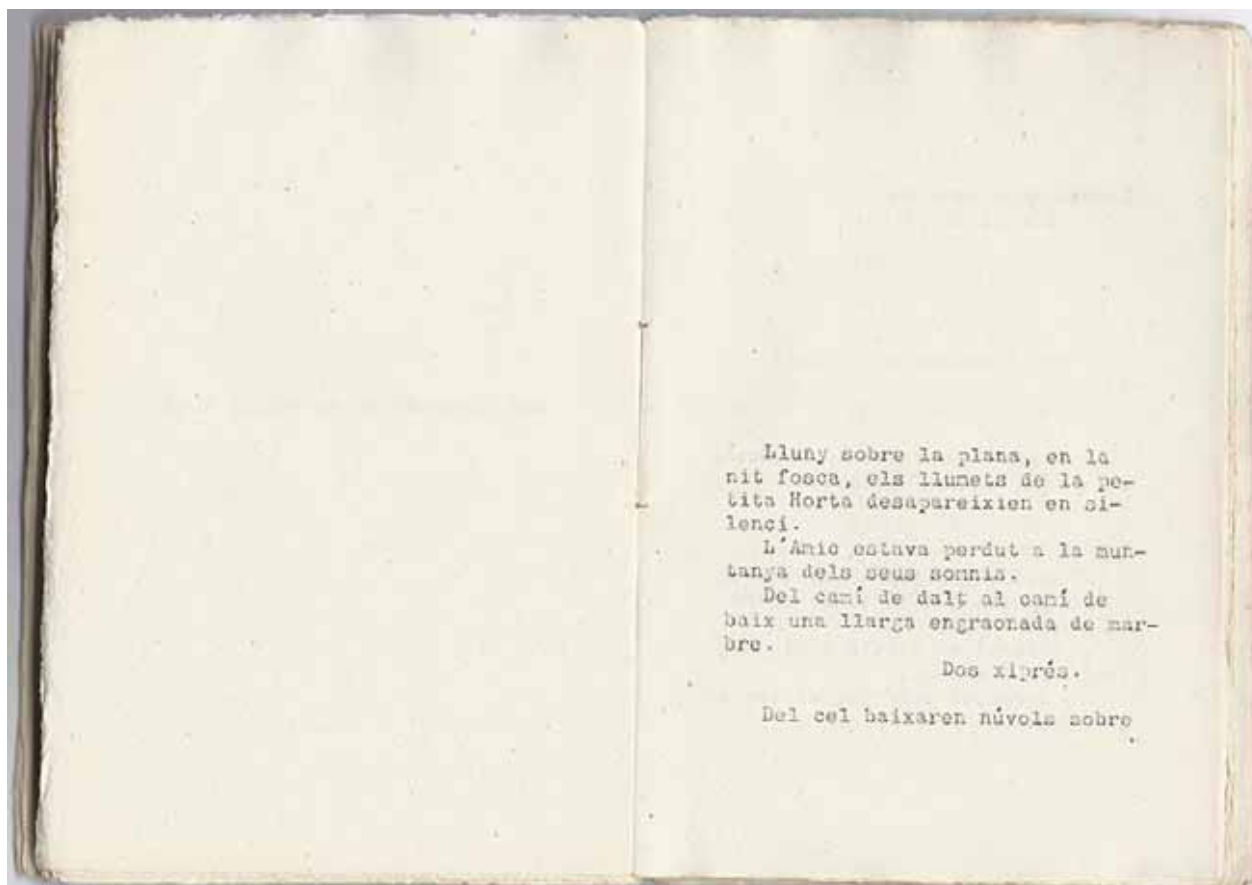 Lluny sobre la plana, en la
nit fosca, els llumets de la pe-
tita Horta desapareixien en si-
lenci.
L'Amic estava perdut a la mun-
tanya dels seus somnis.
Del camí de dalt al camí de
baix una llarga engraonada de mar-
bre.
Dos xiprés.
Del cel baixaren núvols sobre